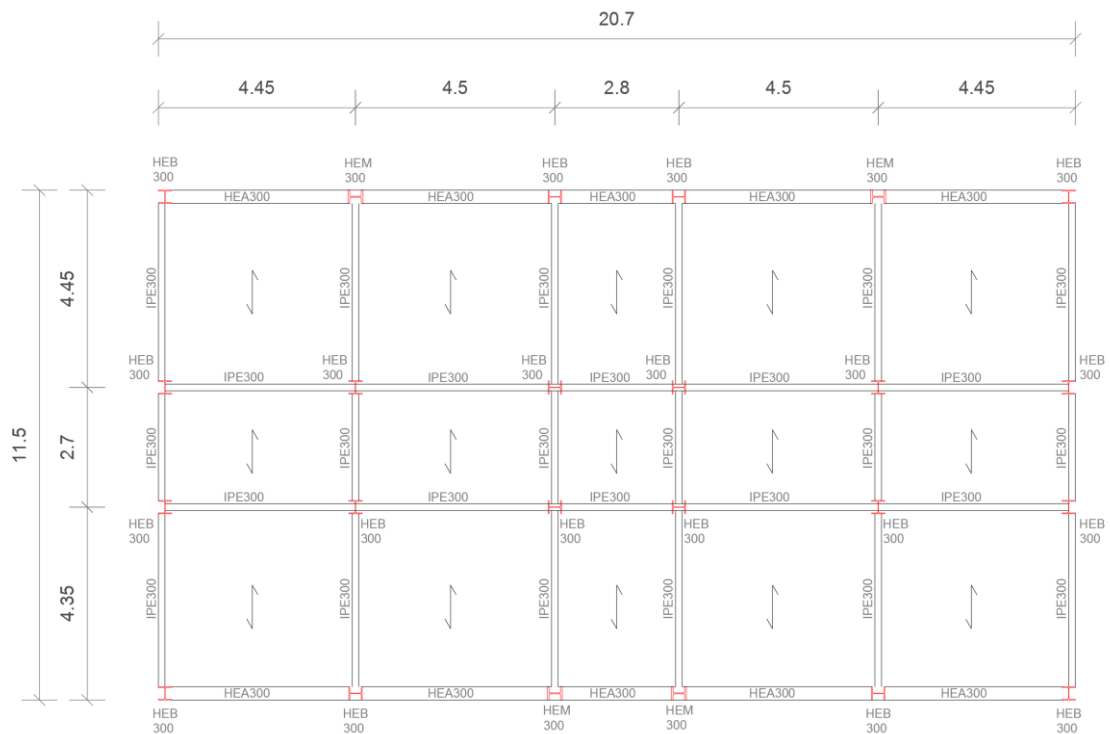 20.7
4.45 4.5 2.8 4.5 4.45
HEB HEM HEB HEB HEM HEB
300 300 300 300 300 300
HEA300 HEA300 HEA300 HEA300 HEA300
4.45
IPE300 IPE300 IPE300 IPE300 IPE300 IPE300
HEB HEB HEB HEB HEB HEB
300 300 300 300 300 300
IPE300 IPE300 IPE300 IPE300 IPE300
11.5
2.7
IPE300 IPE300 IPE300 IPE300 IPE300 IPE300
IPE300 IPE300 IPE300 IPE300 IPE300
HEB HEB HEB HEB HEB HEB
300 300 300 300 300 300
4.35
IPE300 IPE300 IPE300 IPE300 IPE300 IPE300
HEA300 HEA300 HEA300 HEA300 HEA300
HEB HEB HEM HEM HEB HEB
300 300 300 300 300 300